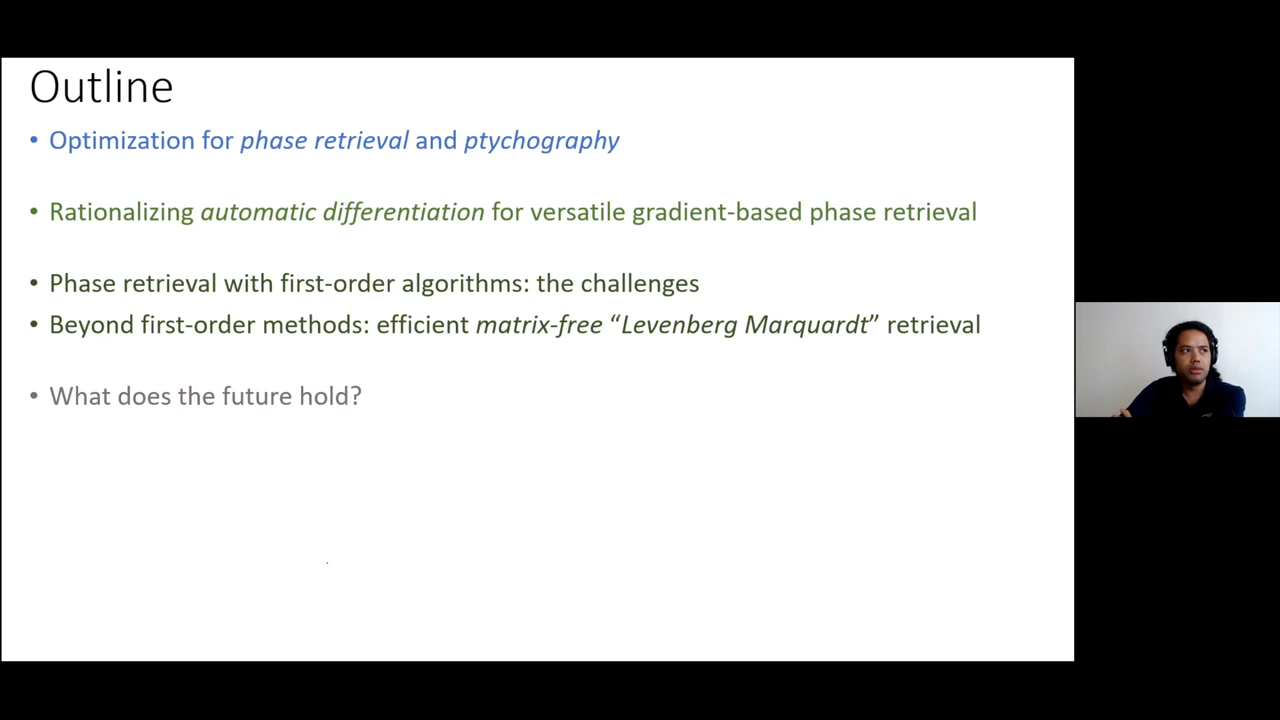 Outline
• Optimization for phase retrieval and ptychography
• Rationalizing automatic differentiation for versatile gradient-based phase retrieval
• Phase retrieval with first-order algorithms: the challenges
• Beyond first-order methods: efficient matrix-free “Levenberg Marquardt” retrieval
• What does the future hold?